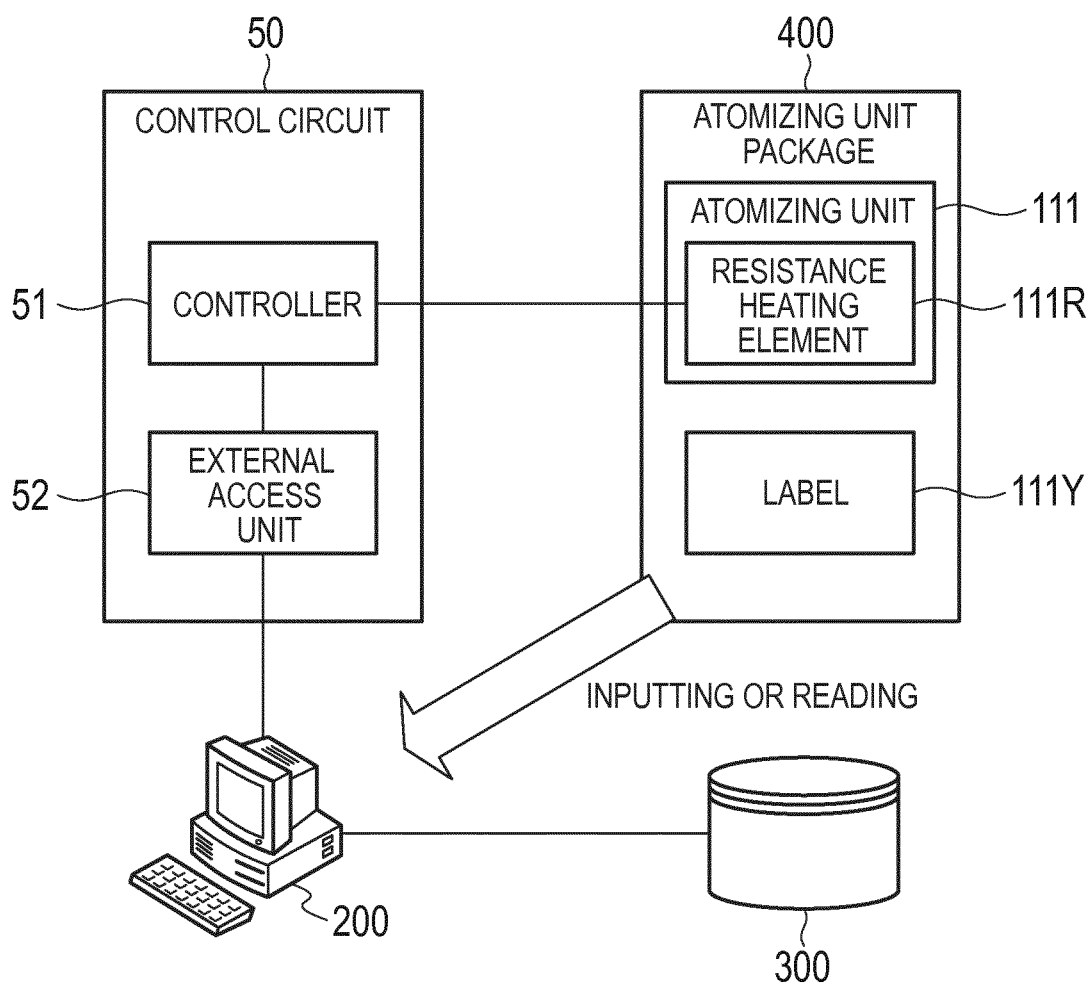 50
400
CONTROL CIRCUIT
ATOMIZING UNIT
PACKAGE
ATOMIZING UNIT
111
51
CONTROLLER
RESISTANCE
HEATING
ELEMENT
111R
52
EXTERNAL
ACCESS
UNIT
LABEL
111Y
INPUTTING OR READING
200
300